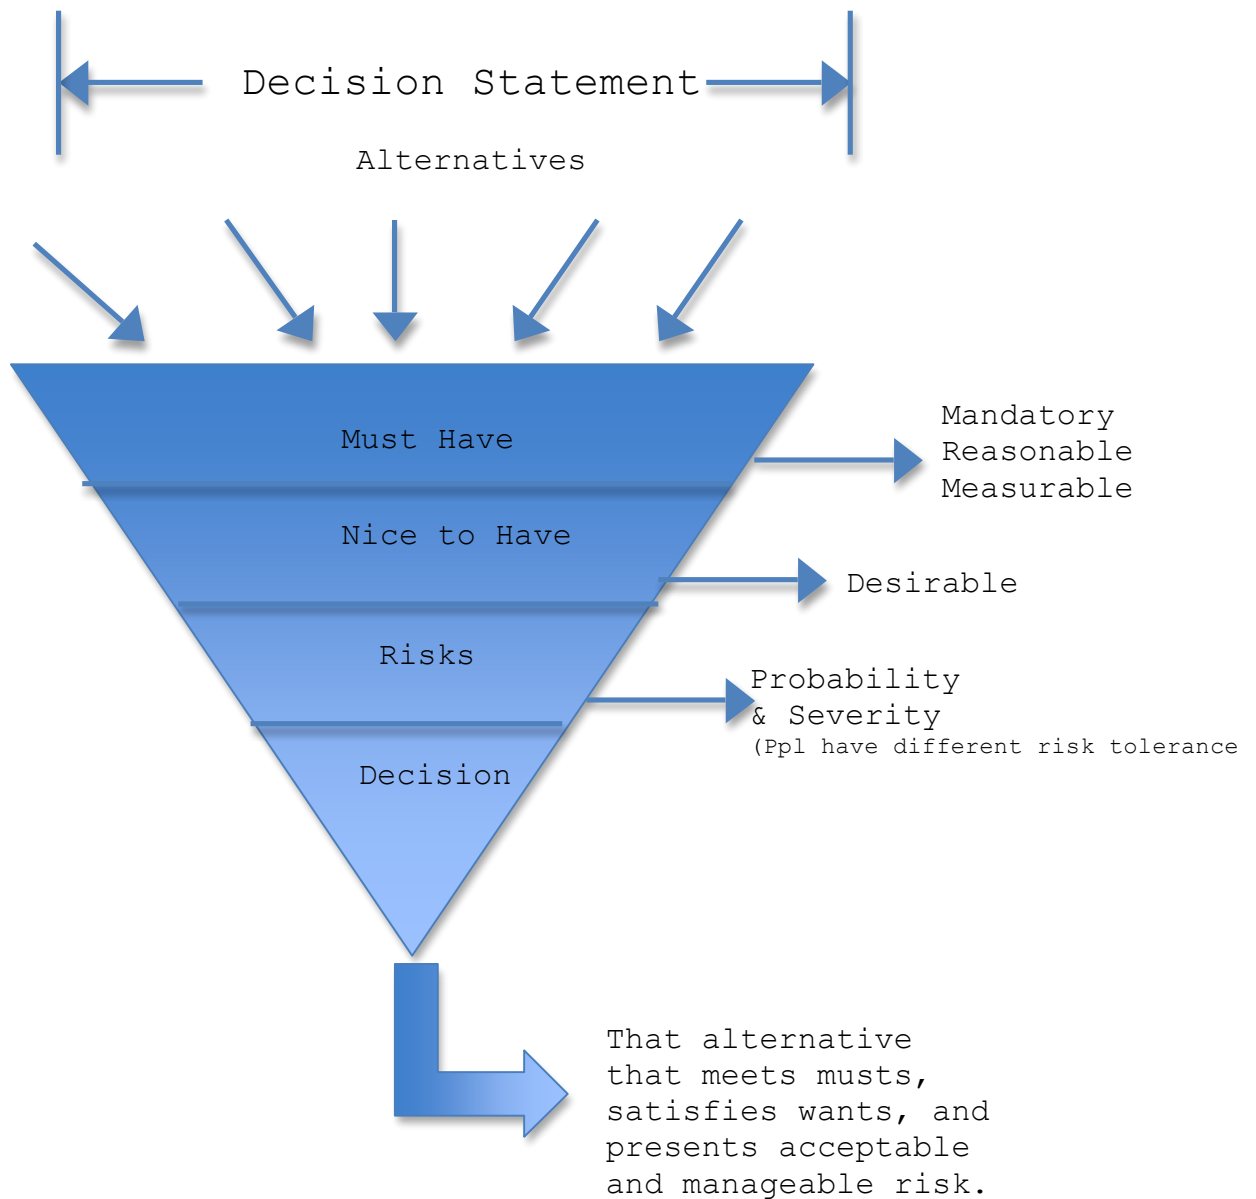 Decision Statement
Alternatives
Must Have
Mandatory
Reasonable
Measurable
Nice to Have
Desirable
Risks
Probability
& Severity
(Ppl have different risk tolerance
Decision
That alternative
that meets musts,
satisfies wants, and
presents acceptable
and manageable risk.